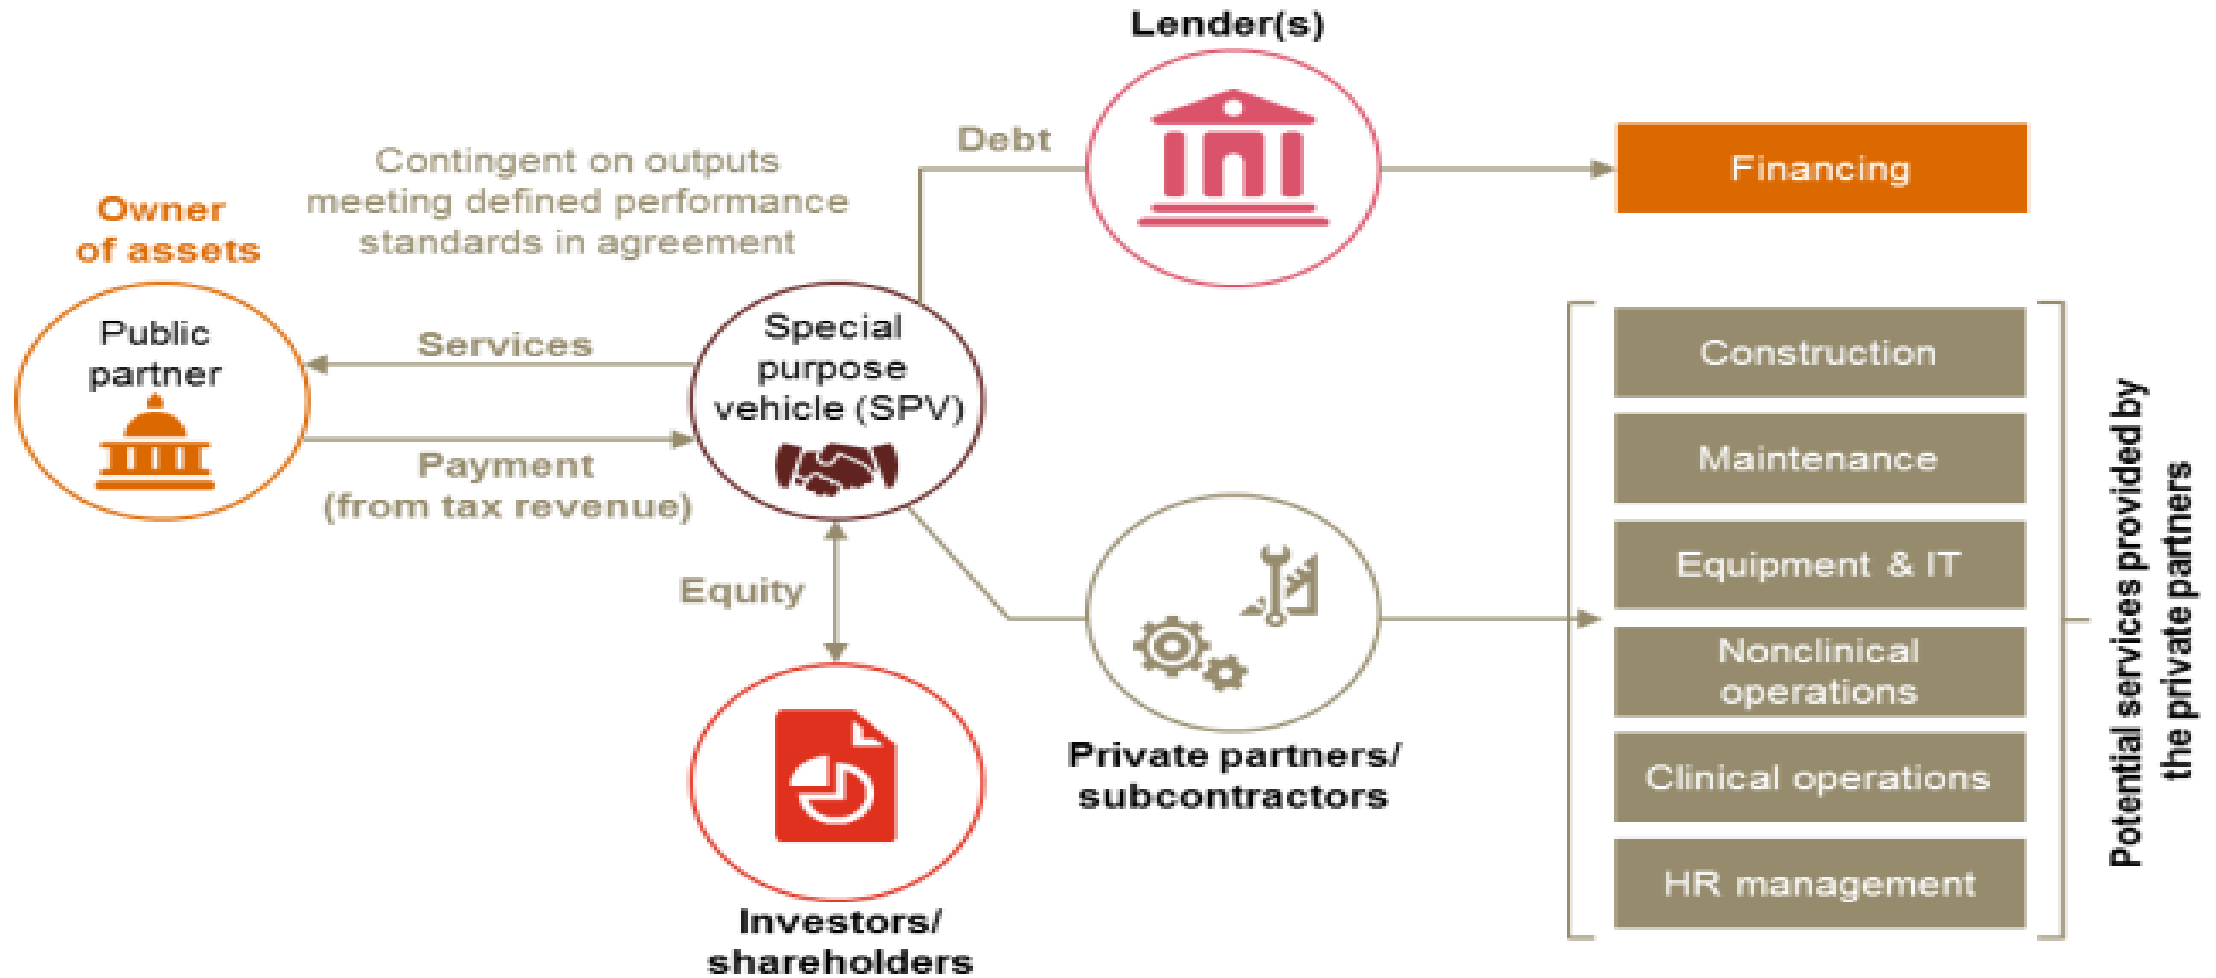 Lender(s)
Debt
Financing
Contingent on outputs
meeting defined performance
standards in agreement
Owner
of assets
Public
partner
Services
Payment
(from tax revenue)
Special
purpose
vehicle (SPV)
Equity
Investors/
shareholders
Private partners/
subcontractors
Construction
Maintenance
Equipment & IT
Nonclinical
operations
Clinical operations
HR management
Potential services provided by
the private partners